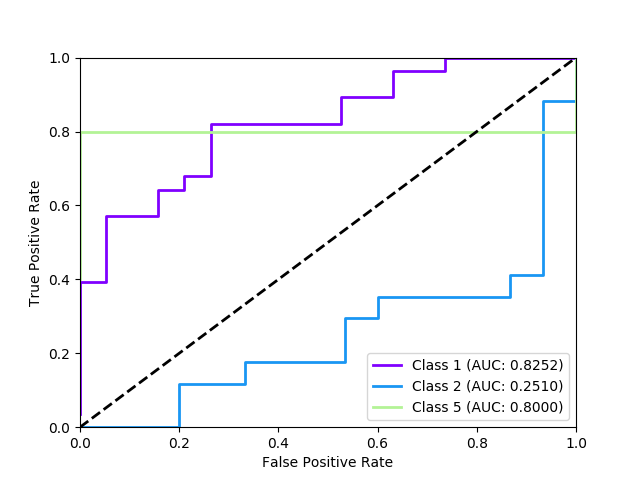 1.0
0.8
0.6
0.4
0.2
0.0
True Positive Rate
0.0 0.2 0.4 0.6 0.8 1.0
False Positive Rate
Class 1 (AUC: 0.8252)
Class 2 (AUC: 0.2510)
Class 5 (AUC: 0.8000)